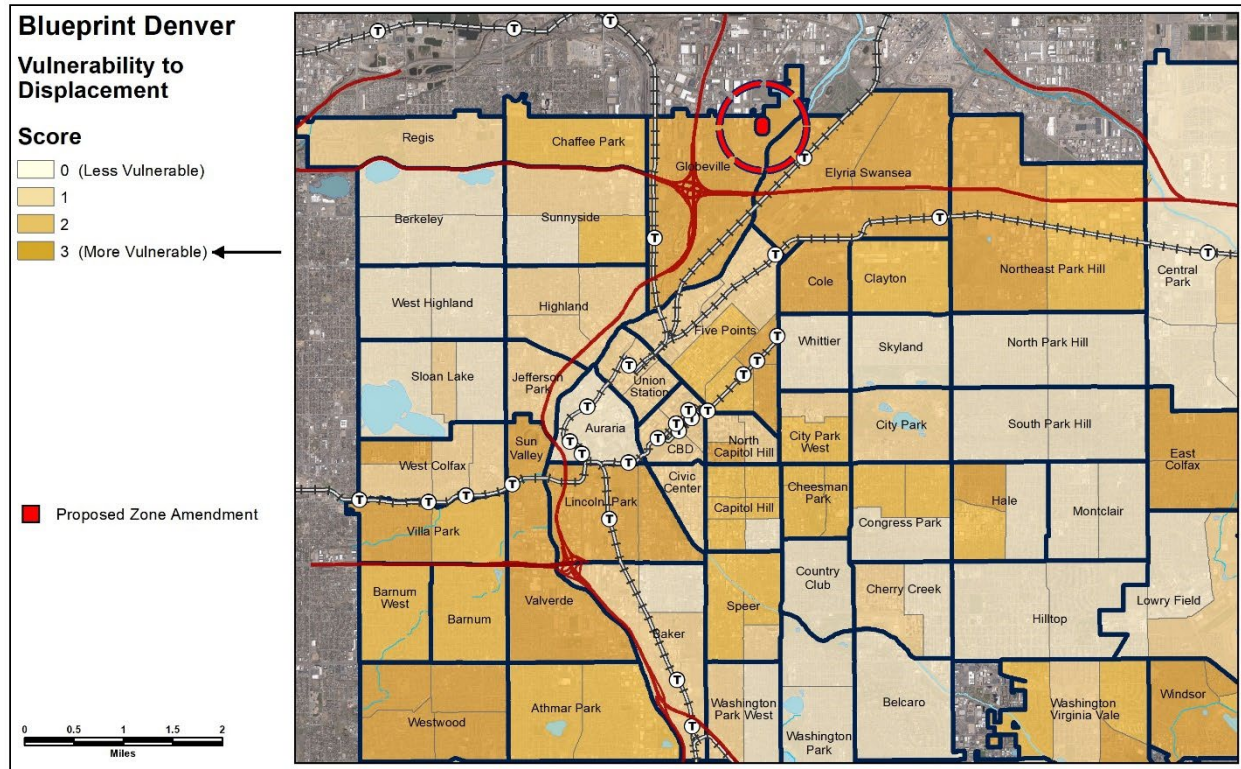 Blueprint Denver
Vulnerability to
Displacement
Score
0 (Less Vulnerable)
1
2
3 (More Vulnerable)
Proposed Zone Amendment
0 0.5 1 1.5 2
Miles
T T T
Regis
Chaffee Park
Globeville
T
Elyria Swansea
Berkeley
Sunnyside
T
T
T
T
Cole
Clayton
Northeast Park Hill
Central
Park
West Highland
Highland
Five Points
T
Whittier
Skyland
North Park Hill
Sloan Lake
Jefferson
Park
T
Union
Station
T
T
T
Auraria
T
T
T
T
T
T
T
CBD
T
T
North
Capitol Hill
City Park
West
City Park
South Park Hill
East
Colfax
West Colfax
Sun
Valley
T
T
T
T
T
Civic
Center
Lincoln Park
Capitol Hill
Cheesman
Park
Congress Park
Hale
Montclair
Villa Park
Barnum
West
Barnum
Valverde
Baker
Speer
Country
Club
Cherry Creek
Hilltop
Lowry Field
T
T
Westwood
Athmar Park
Washington
Park West
Washington
Park
Belcaro
Washington
Virginia Vale
Windsor